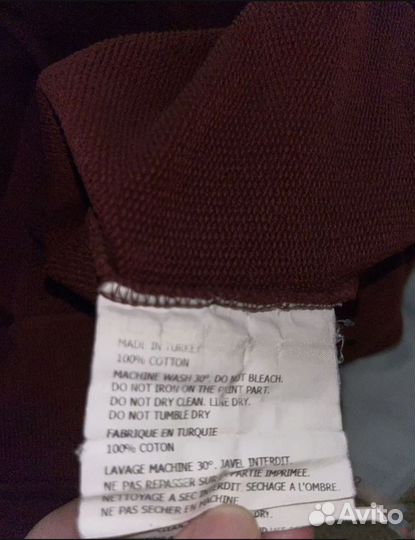 MADE IN TURKEY
100% COTTON
MACHINE WASH 30°. DO NOT BLEACH.
DO NOT IRON ON THE PRINT PART.
DO NOT DRY CLEAN. LINE DRY.
DO NOT TUMBLE DRY
FABRIQUE EN TURQUIE
100% COTON
LAVAGE MACHINE 30°. JAVEL INTERDIT.
NE PAS REPASSER SUR PARTIE IMPRIMEE.
NETTOYAGE A SEC INTERDIT. SECHAGE A L'OMBRE.
NE PAS SECHER EN MACHINE
CLEAN. DRY.
Avito